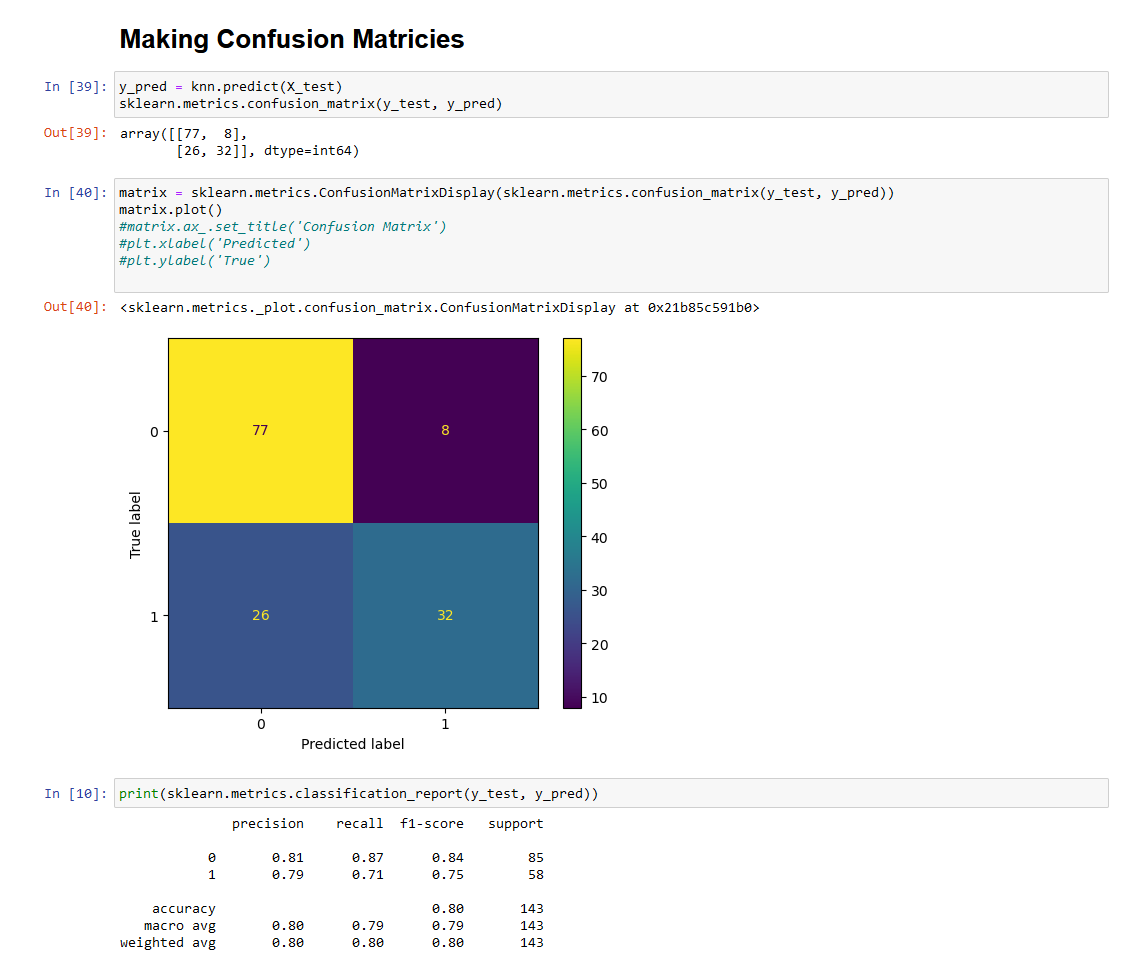 Making Confusion Matricies
In [39]: y_pred = knn.predict(X_test)
sklearn.metrics.confusion_matrix(y_test, y_pred)
Out[39]: array([[77,  8],
       [26, 32]], dtype=int64)
In [40]: matrix = sklearn.metrics.ConfusionMatrixDisplay(sklearn.metrics.confusion_matrix(y_test, y_pred))
matrix.plot()
#matrix.ax_.set_title('Confusion Matrix')
#plt.xlabel('Predicted')
#plt.ylabel('True')
Out[40]: <sklearn.metrics._plot.confusion_matrix.ConfusionMatrixDisplay at 0x21b85c591b0>
70
60
50
40
30
20
10
True label
0
1
77 8
26 32
0 1
Predicted label
In [10]: print(sklearn.metrics.classification_report(y_test, y_pred))
precision recall f1-score support
0 0.81 0.87 0.84 85
1 0.79 0.71 0.75 58
accuracy 0.80 143
macro avg 0.80 0.79 0.79 143
weighted avg 0.80 0.80 0.80 143